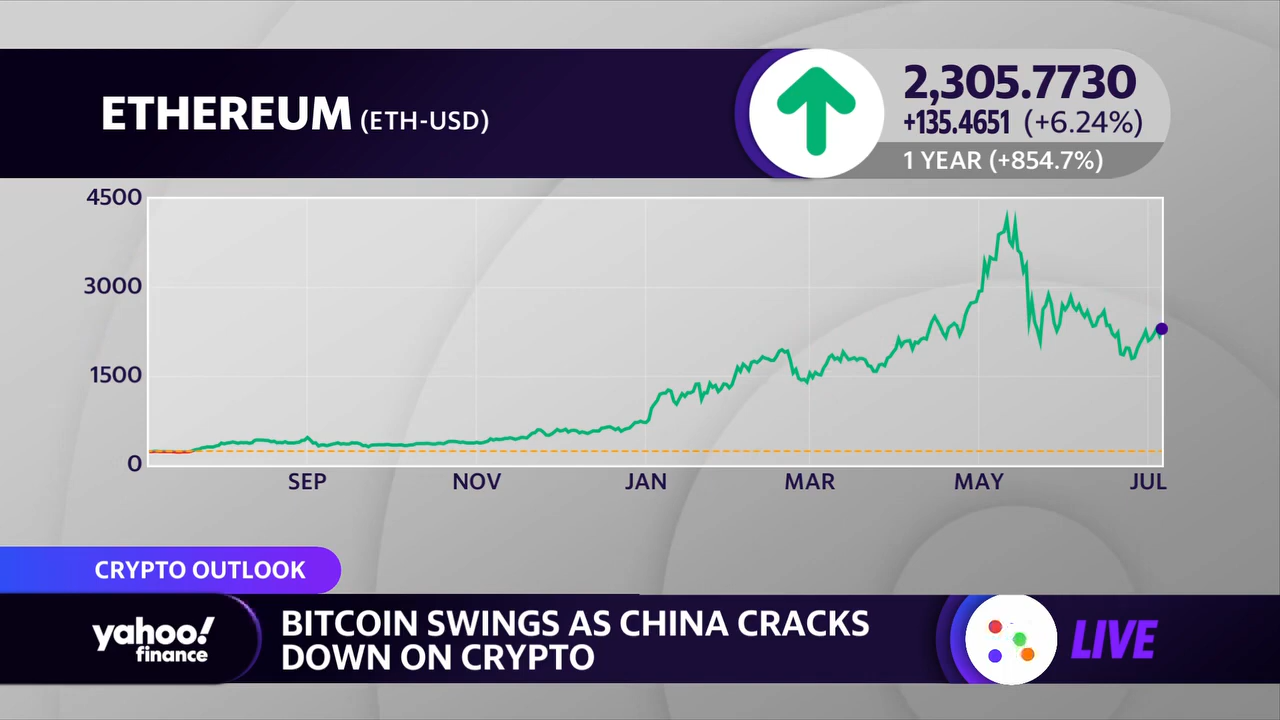 ETHEREUM (ETH-USD)
2,305.7730
+135.4651 (+6.24%)
1 YEAR (+854.7%)
4500
3000
1500
0
SEP NOV JAN MAR MAY JUL
CRYPTO OUTLOOK
yahoo!
finance
BITCOIN SWINGS AS CHINA CRACKS
DOWN ON CRYPTO
LIVE